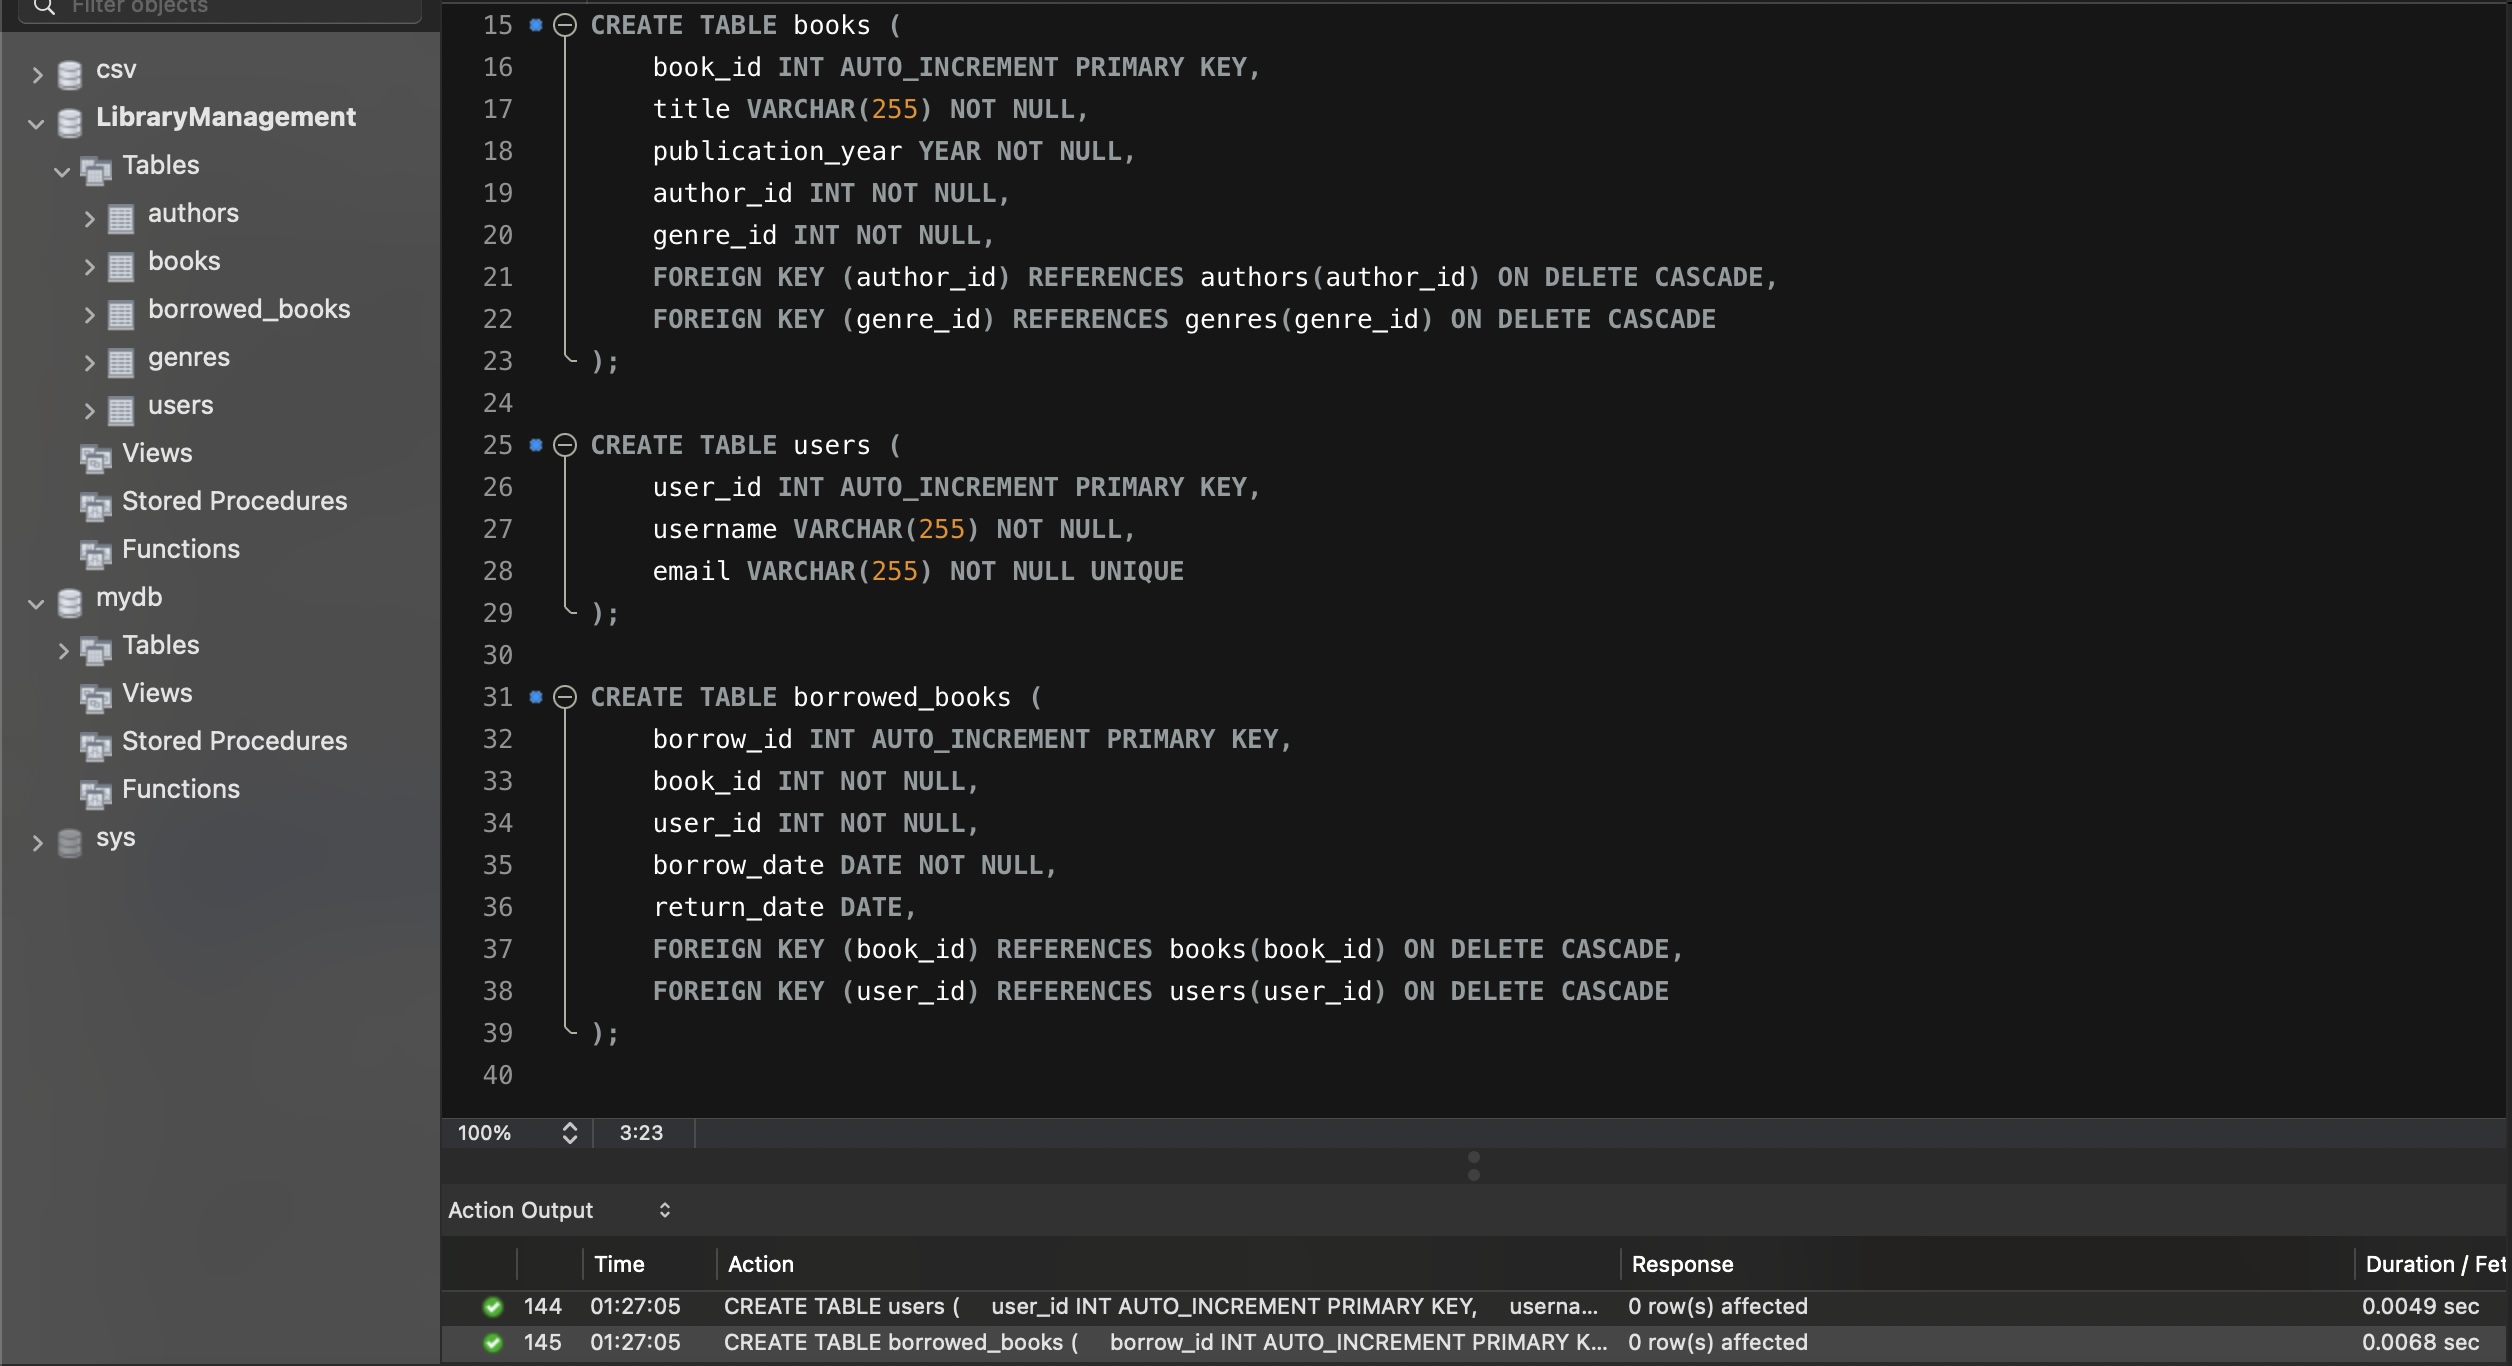 Filter objects
csv
LibraryManagement
Tables
authors
books
borrowed_books
genres
users
Views
Stored Procedures
Functions
mydb
Tables
Views
Stored Procedures
Functions
sys
15 CREATE TABLE books (
16 book_id INT AUTO_INCREMENT PRIMARY KEY,
17 title VARCHAR(255) NOT NULL,
18 publication_year YEAR NOT NULL,
19 author_id INT NOT NULL,
20 genre_id INT NOT NULL,
21 FOREIGN KEY (author_id) REFERENCES authors(author_id) ON DELETE CASCADE,
22 FOREIGN KEY (genre_id) REFERENCES genres(genre_id) ON DELETE CASCADE
23 );
24
25 CREATE TABLE users (
26 user_id INT AUTO_INCREMENT PRIMARY KEY,
27 username VARCHAR(255) NOT NULL,
28 email VARCHAR(255) NOT NULL UNIQUE
29 );
30
31 CREATE TABLE borrowed_books (
32 borrow_id INT AUTO_INCREMENT PRIMARY KEY,
33 book_id INT NOT NULL,
34 user_id INT NOT NULL,
35 borrow_date DATE NOT NULL,
36 return_date DATE,
37 FOREIGN KEY (book_id) REFERENCES books(book_id) ON DELETE CASCADE,
38 FOREIGN KEY (user_id) REFERENCES users(user_id) ON DELETE CASCADE
39 );
40
100% 3:23
Action Output
Time Action Response Duration / Fet
144 01:27:05 CREATE TABLE users ( user_id INT AUTO_INCREMENT PRIMARY KEY, userna... 0 row(s) affected 0.0049 sec
145 01:27:05 CREATE TABLE borrowed_books ( borrow_id INT AUTO_INCREMENT PRIMARY K... 0 row(s) affected 0.0068 sec